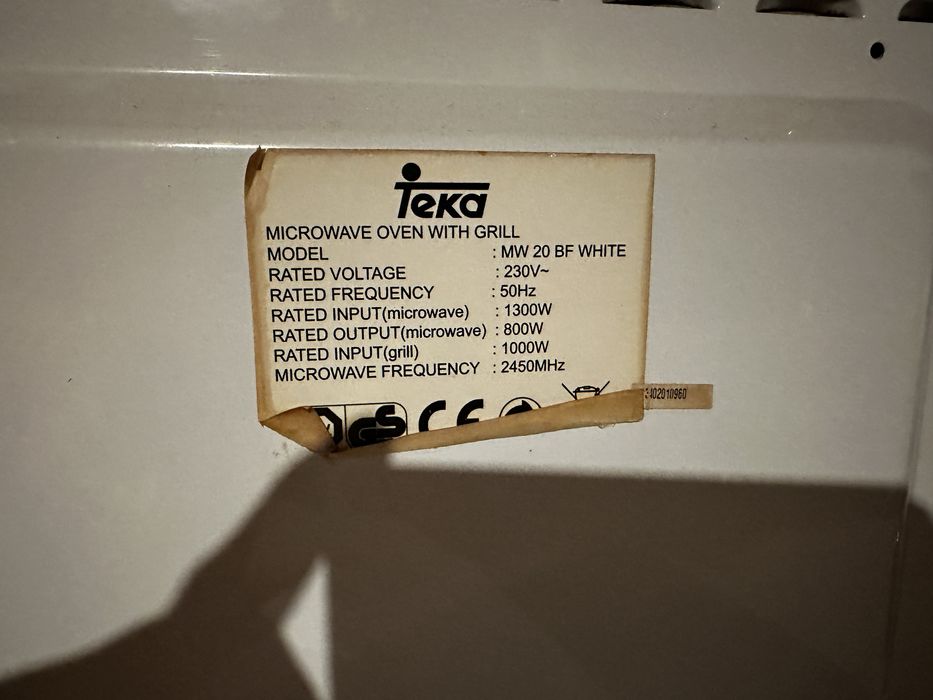 Teka
MICROWAVE OVEN WITH GRILL
MODEL : MW 20 BF WHITE
RATED VOLTAGE : 230V~
RATED FREQUENCY : 50Hz
RATED INPUT(microwave) : 1300W
RATED OUTPUT(microwave) : 800W
RATED INPUT(grill) : 1000W
MICROWAVE FREQUENCY : 2450MHz
GS CE